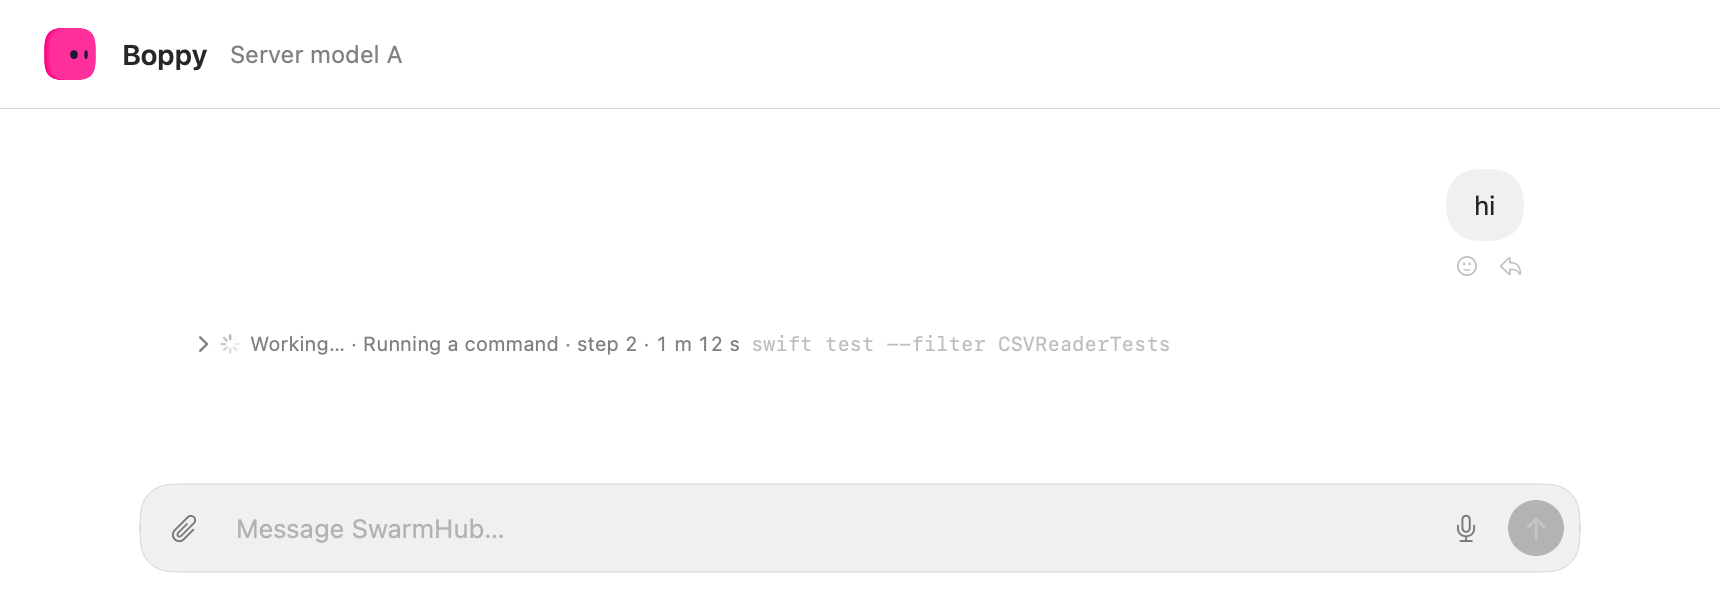 Boppy Server model A
hi
Working... · Running a command · step 2 · 1 m 12 s swift test --filter CSVReaderTests
Message SwarmHub...